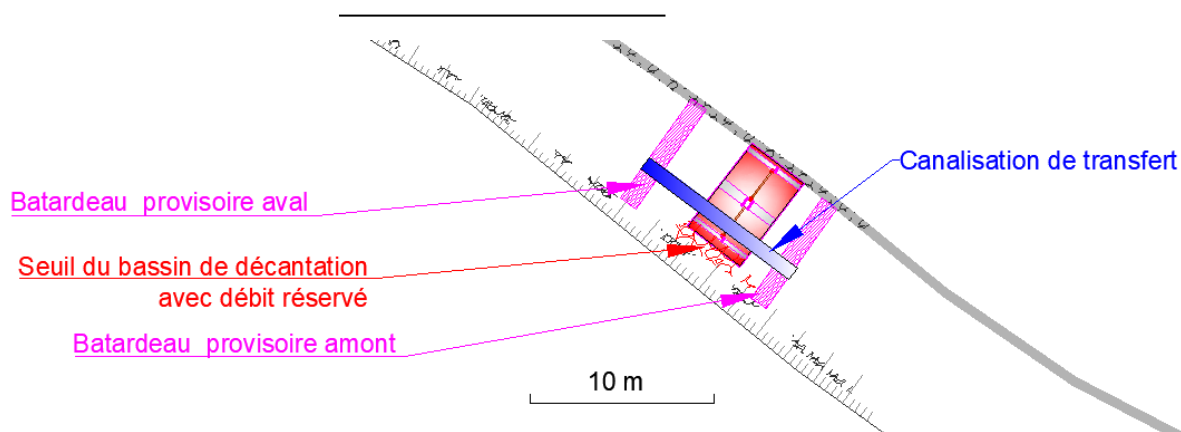 Canalisation de transfert
Batardeau provisoire aval
Seuil du bassin de décantation
avec débit réservé
Batardeau provisoire amont
10 m